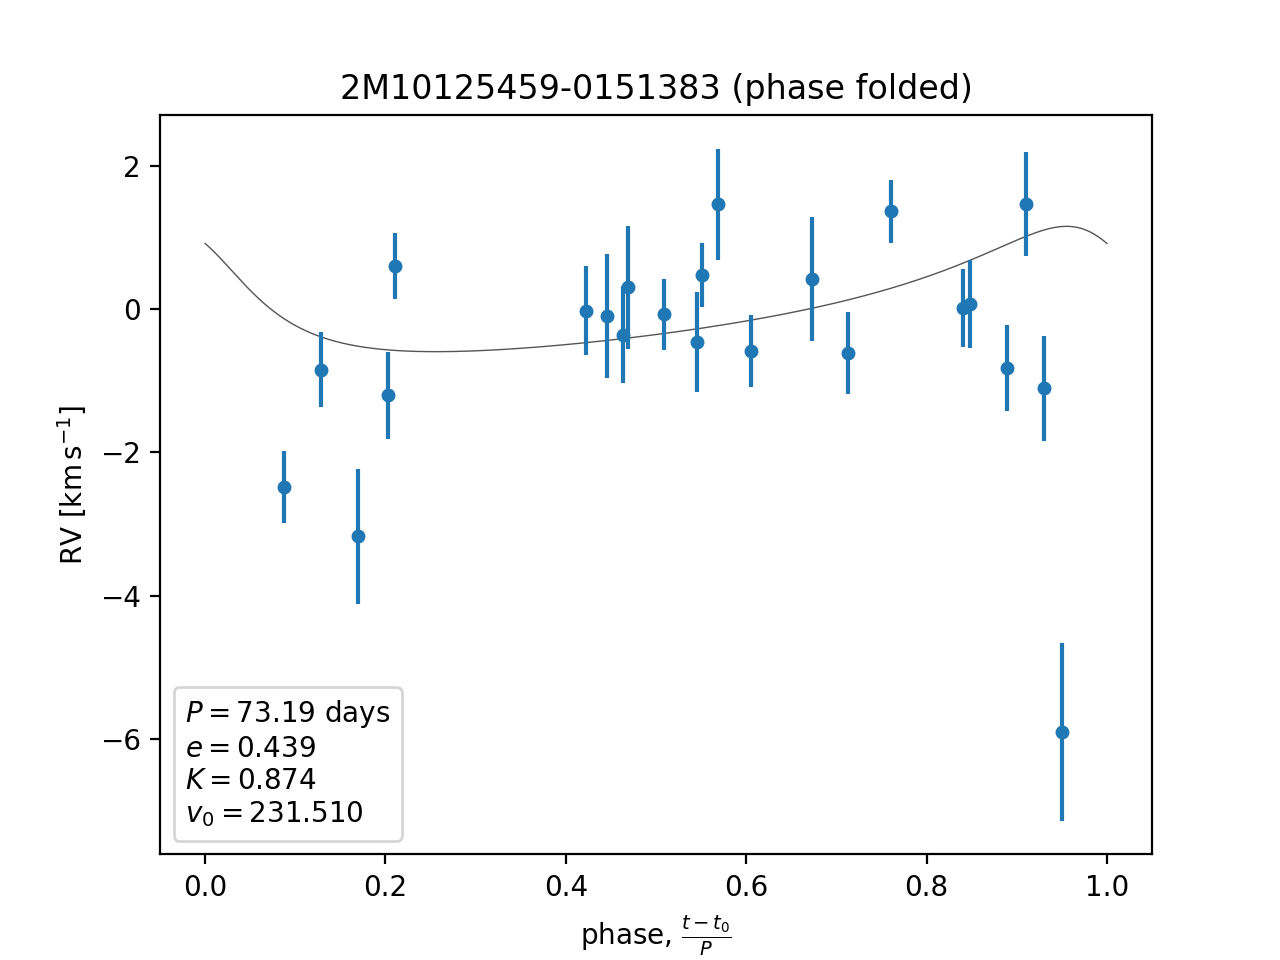 2M10125459-0151383 (phase folded)
2
0
−2
−4
−6
RV [km s⁻¹]
P = 73.19 days
e = 0.439
K = 0.874
v₀ = 231.510
0.0 0.2 0.4 0.6 0.8 1.0
phase, (t − t₀)/P